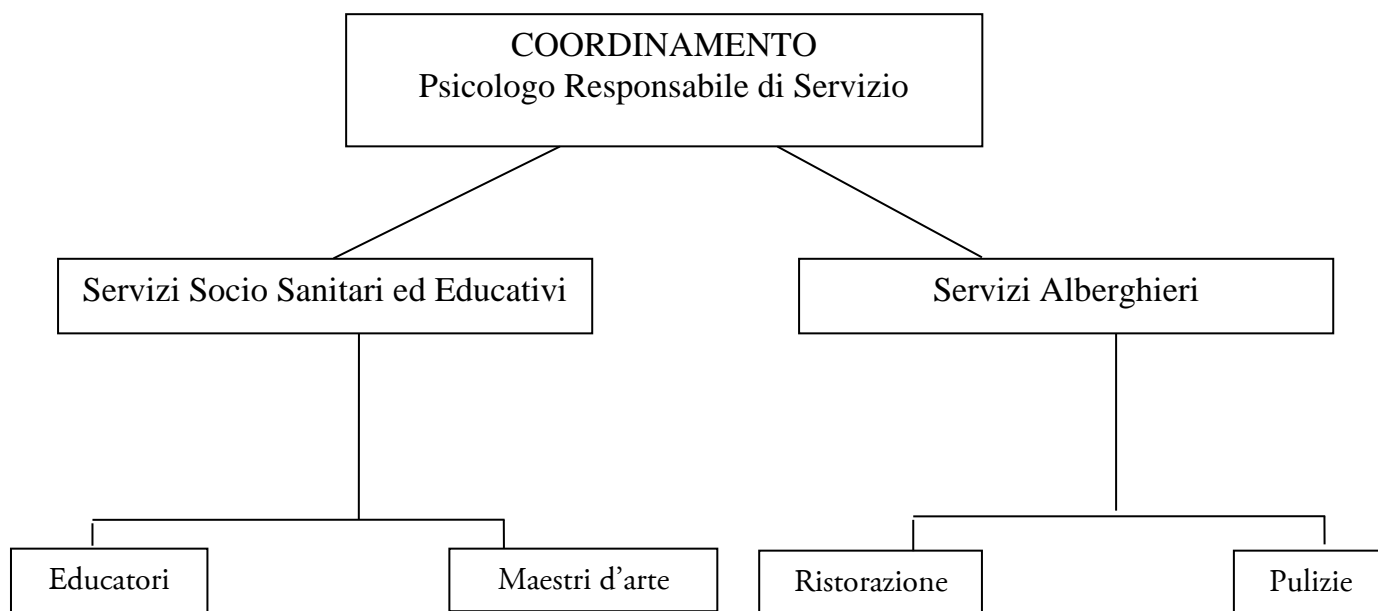 COORDINAMENTO
Psicologo Responsabile di Servizio
Servizi Socio Sanitari ed Educativi
Servizi Alberghieri
Educatori
Maestri d'arte
Ristorazione
Pulizie